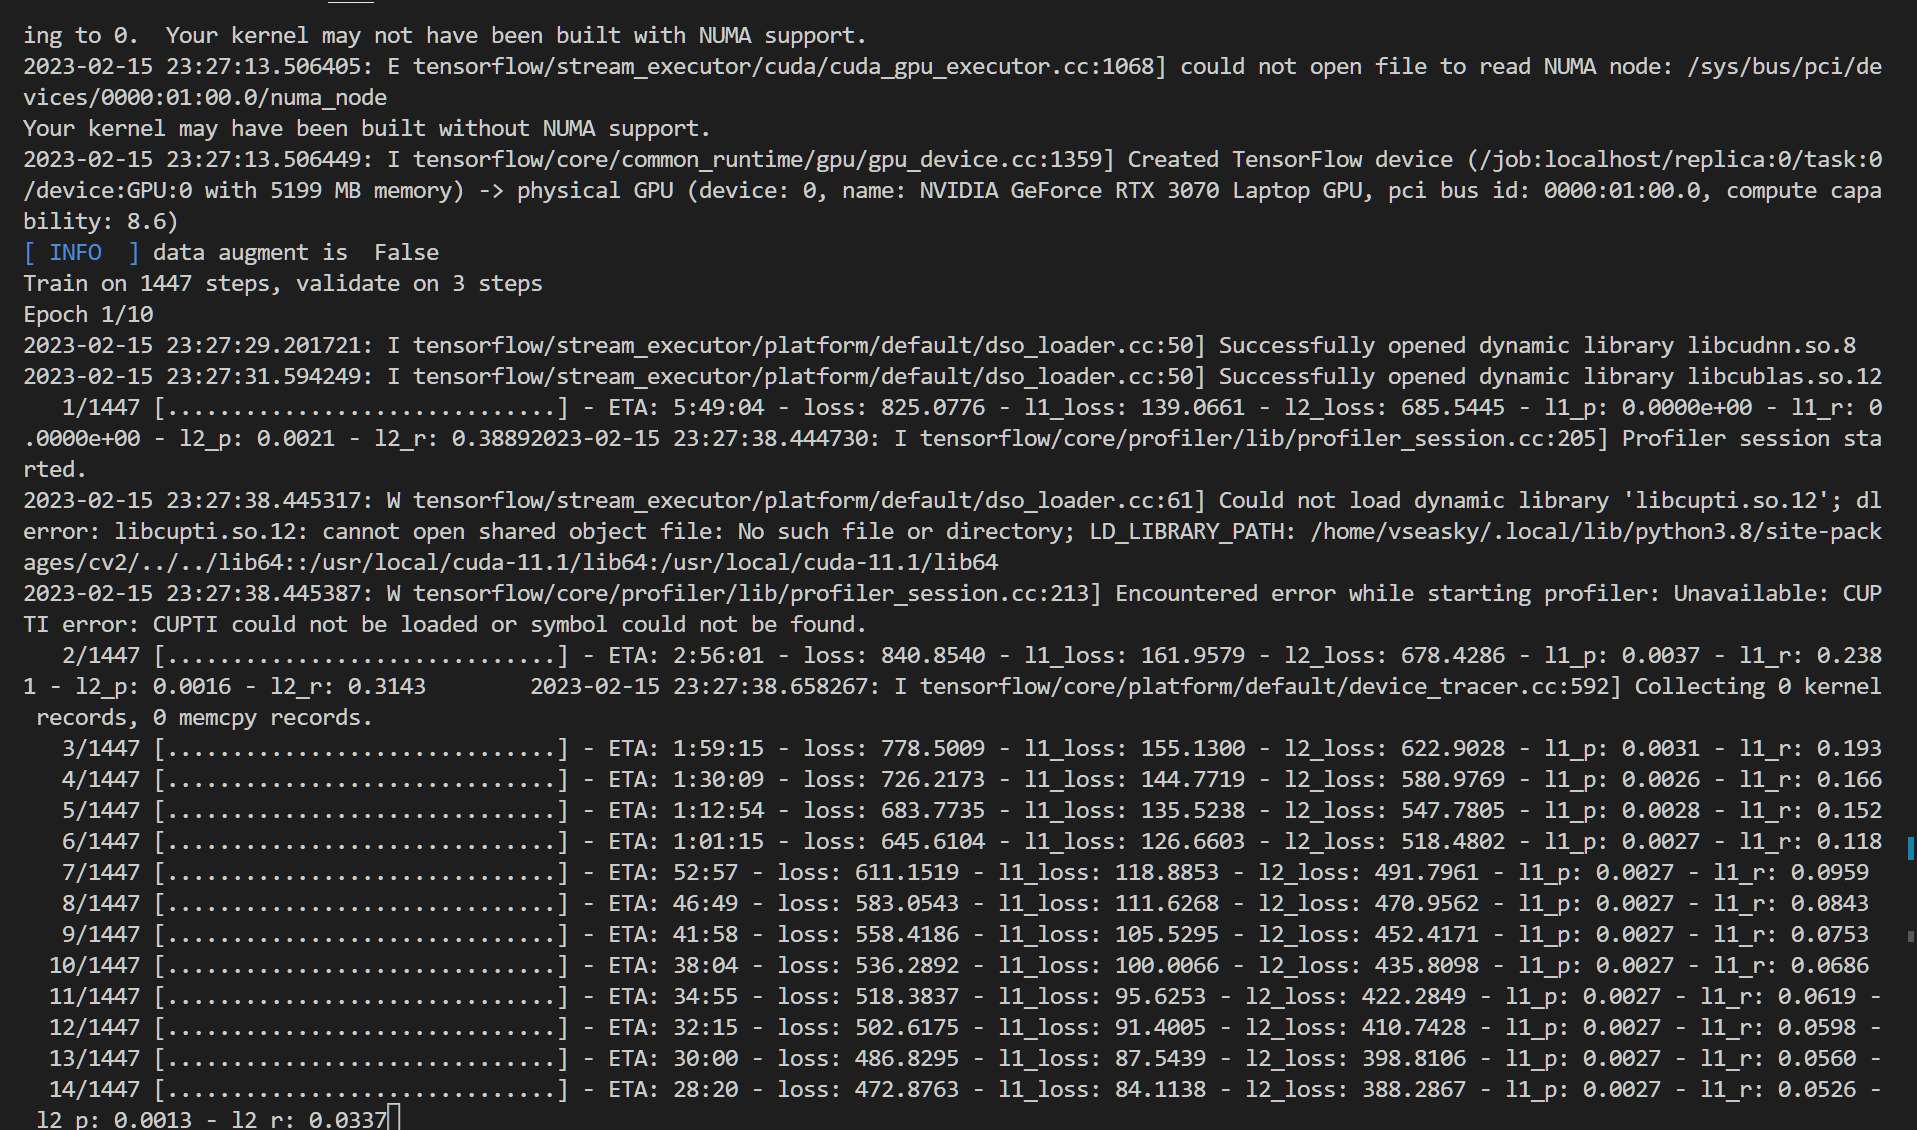 ing to 0.  Your kernel may not have been built with NUMA support.
2023-02-15 23:27:13.506405: E tensorflow/stream_executor/cuda/cuda_gpu_executor.cc:1068] could not open file to read NUMA node: /sys/bus/pci/de
vices/0000:01:00.0/numa_node
Your kernel may have been built without NUMA support.
2023-02-15 23:27:13.506449: I tensorflow/core/common_runtime/gpu/gpu_device.cc:1359] Created TensorFlow device (/job:localhost/replica:0/task:0
/device:GPU:0 with 5199 MB memory) -> physical GPU (device: 0, name: NVIDIA GeForce RTX 3070 Laptop GPU, pci bus id: 0000:01:00.0, compute capa
bility: 8.6)
[ INFO  ] data augment is  False
Train on 1447 steps, validate on 3 steps
Epoch 1/10
2023-02-15 23:27:29.201721: I tensorflow/stream_executor/platform/default/dso_loader.cc:50] Successfully opened dynamic library libcudnn.so.8
2023-02-15 23:27:31.594249: I tensorflow/stream_executor/platform/default/dso_loader.cc:50] Successfully opened dynamic library libcublas.so.12
   1/1447 [..............................] - ETA: 5:49:04 - loss: 825.0776 - l1_loss: 139.0661 - l2_loss: 685.5445 - l1_p: 0.0000e+00 - l1_r: 0
.0000e+00 - l2_p: 0.0021 - l2_r: 0.38892023-02-15 23:27:38.444730: I tensorflow/core/profiler/lib/profiler_session.cc:205] Profiler session sta
rted.
2023-02-15 23:27:38.445317: W tensorflow/stream_executor/platform/default/dso_loader.cc:61] Could not load dynamic library 'libcupti.so.12'; dl
error: libcupti.so.12: cannot open shared object file: No such file or directory; LD_LIBRARY_PATH: /home/vseasky/.local/lib/python3.8/site-pack
ages/cv2/../../lib64::/usr/local/cuda-11.1/lib64:/usr/local/cuda-11.1/lib64
2023-02-15 23:27:38.445387: W tensorflow/core/profiler/lib/profiler_session.cc:213] Encountered error while starting profiler: Unavailable: CUP
TI error: CUPTI could not be loaded or symbol could not be found.
   2/1447 [..............................] - ETA: 2:56:01 - loss: 840.8540 - l1_loss: 161.9579 - l2_loss: 678.4286 - l1_p: 0.0037 - l1_r: 0.238
1 - l2_p: 0.0016 - l2_r: 0.3143        2023-02-15 23:27:38.658267: I tensorflow/core/platform/default/device_tracer.cc:592] Collecting 0 kernel
 records, 0 memcpy records.
   3/1447 [..............................] - ETA: 1:59:15 - loss: 778.5009 - l1_loss: 155.1300 - l2_loss: 622.9028 - l1_p: 0.0031 - l1_r: 0.193
   4/1447 [..............................] - ETA: 1:30:09 - loss: 726.2173 - l1_loss: 144.7719 - l2_loss: 580.9769 - l1_p: 0.0026 - l1_r: 0.166
   5/1447 [..............................] - ETA: 1:12:54 - loss: 683.7735 - l1_loss: 135.5238 - l2_loss: 547.7805 - l1_p: 0.0028 - l1_r: 0.152
   6/1447 [..............................] - ETA: 1:01:15 - loss: 645.6104 - l1_loss: 126.6603 - l2_loss: 518.4802 - l1_p: 0.0027 - l1_r: 0.118
   7/1447 [..............................] - ETA: 52:57 - loss: 611.1519 - l1_loss: 118.8853 - l2_loss: 491.7961 - l1_p: 0.0027 - l1_r: 0.0959
   8/1447 [..............................] - ETA: 46:49 - loss: 583.0543 - l1_loss: 111.6268 - l2_loss: 470.9562 - l1_p: 0.0027 - l1_r: 0.0843
   9/1447 [..............................] - ETA: 41:58 - loss: 558.4186 - l1_loss: 105.5295 - l2_loss: 452.4171 - l1_p: 0.0027 - l1_r: 0.0753
  10/1447 [..............................] - ETA: 38:04 - loss: 536.2892 - l1_loss: 100.0066 - l2_loss: 435.8098 - l1_p: 0.0027 - l1_r: 0.0686
  11/1447 [..............................] - ETA: 34:55 - loss: 518.3837 - l1_loss: 95.6253 - l2_loss: 422.2849 - l1_p: 0.0027 - l1_r: 0.0619 -
  12/1447 [..............................] - ETA: 32:15 - loss: 502.6175 - l1_loss: 91.4005 - l2_loss: 410.7428 - l1_p: 0.0027 - l1_r: 0.0598 -
  13/1447 [..............................] - ETA: 30:00 - loss: 486.8295 - l1_loss: 87.5439 - l2_loss: 398.8106 - l1_p: 0.0027 - l1_r: 0.0560 -
  14/1447 [..............................] - ETA: 28:20 - loss: 472.8763 - l1_loss: 84.1138 - l2_loss: 388.2867 - l1_p: 0.0027 - l1_r: 0.0526 -
 l2_p: 0.0013 - l2_r: 0.0337